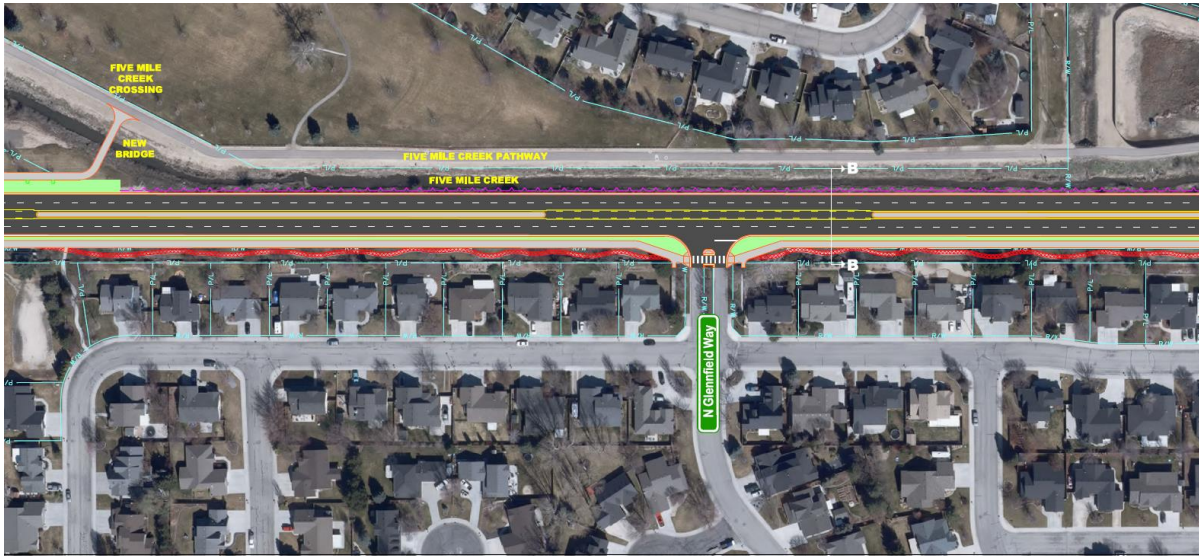 FIVE MILE
CREEK
CROSSING
NEW
BRIDGE
FIVE MILE CREEK PATHWAY
FIVE MILE CREEK
B
B
N Glennfield Way
P/L
P/L
P/L
P/L
P/L
P/L
P/L
P/L
P/L
R/W
R/W
R/W
R/W